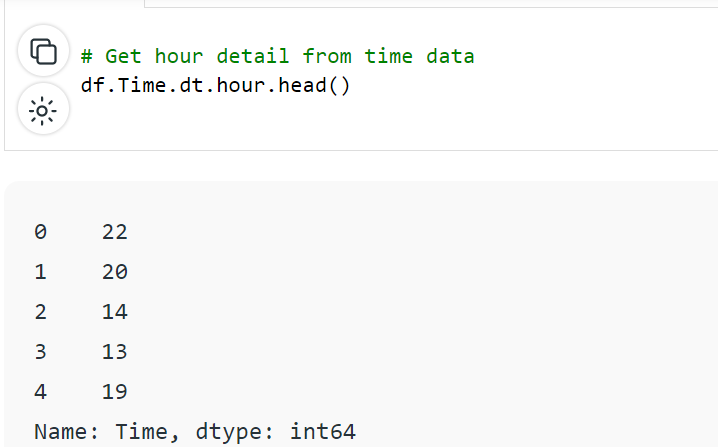 # Get hour detail from time data
df.Time.dt.hour.head()
0    22
1    20
2    14
3    13
4    19
Name: Time, dtype: int64